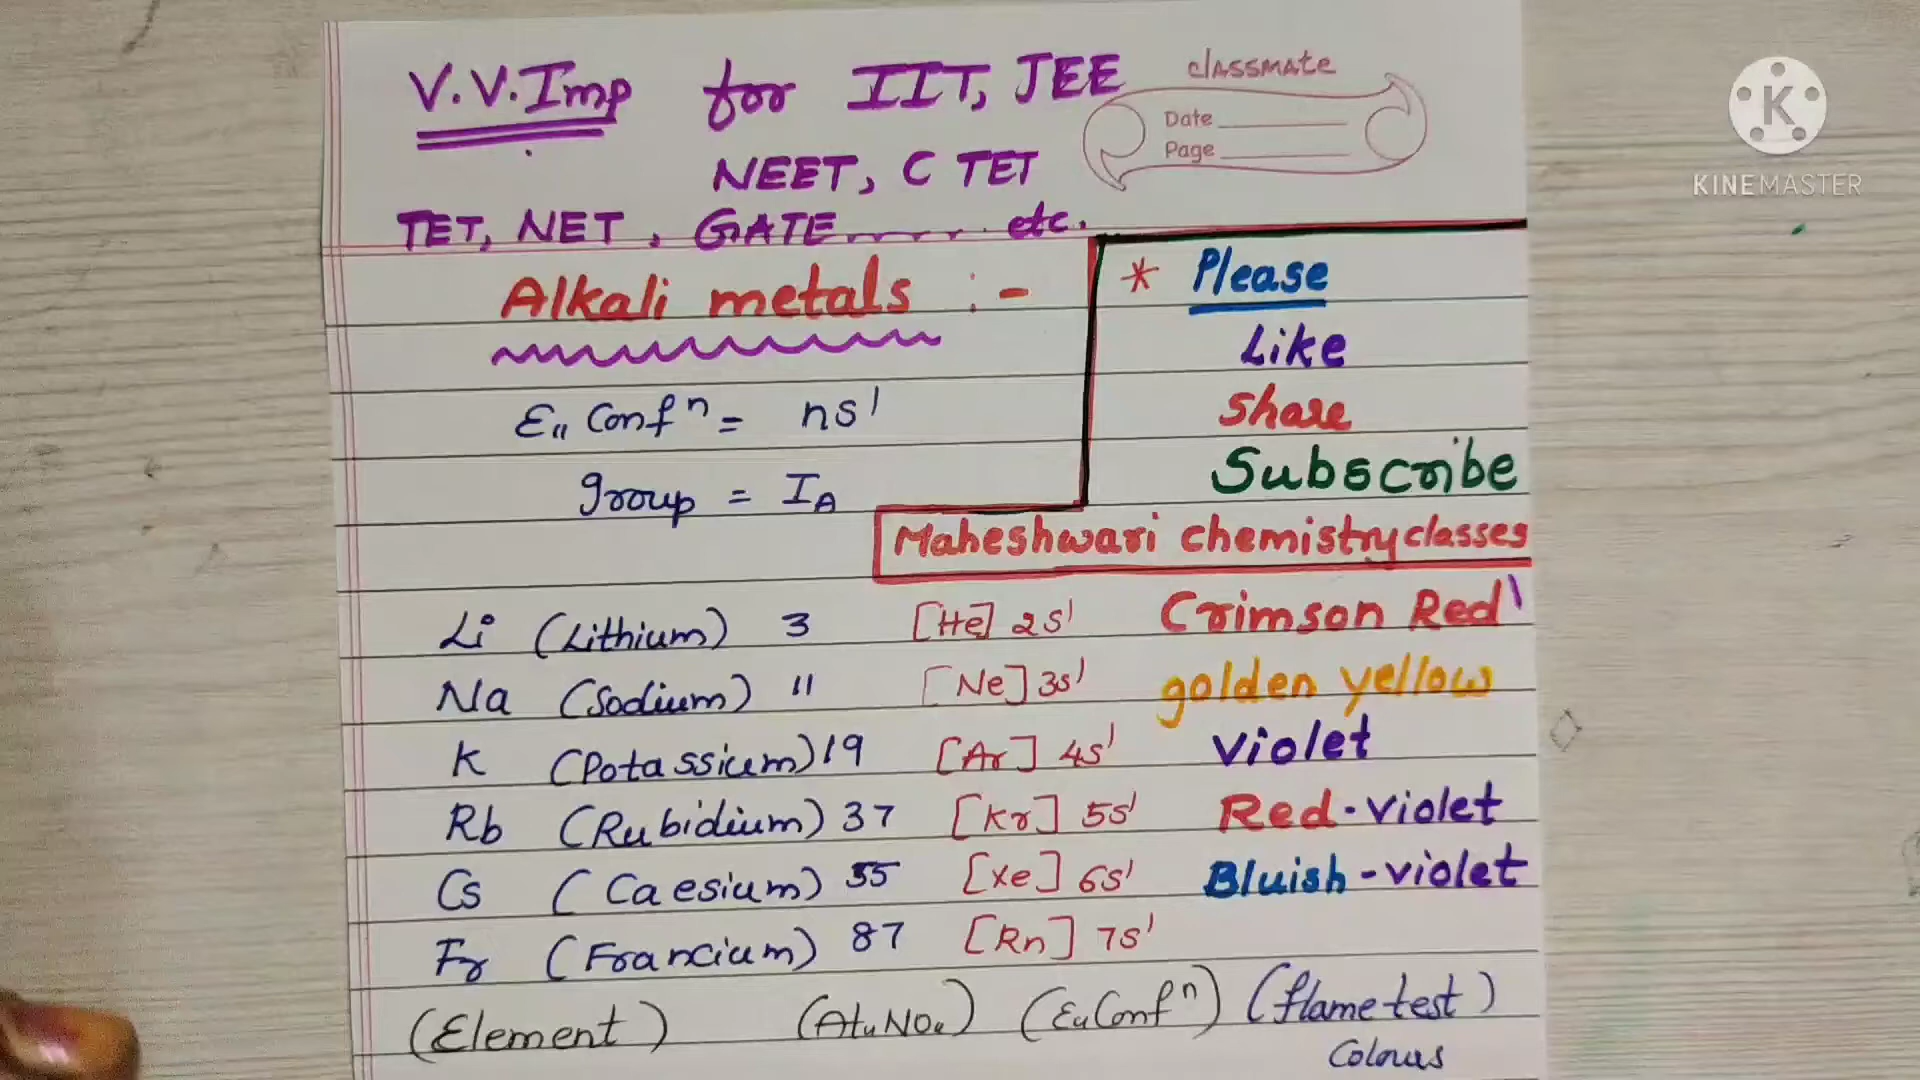 V.V.Imp for IIT, JEE
classmate
Date
Page
NEET, C TET
TET, NET, GATE........ etc.
KINEMASTER
Alkali metals :-
* Please
Like
Share
Subscribe
E" Confⁿ = ns¹
group = IA
Maheshwari chemistry classes
Li (Lithium) 3 [He] 2s¹ Crimson Red
Na (Sodium) 11 [Ne] 3s¹ golden yellow
K (Potassium) 19 [Ar] 4s¹ Violet
Rb (Rubidium) 37 [Kr] 5s¹ Red-violet
Cs (Caesium) 55 [Xe] 6s¹ Bluish-violet
Fr (Francium) 87 [Rn] 7s¹
(Element) (At. No.) (E" Confⁿ) (flame test)
Colours